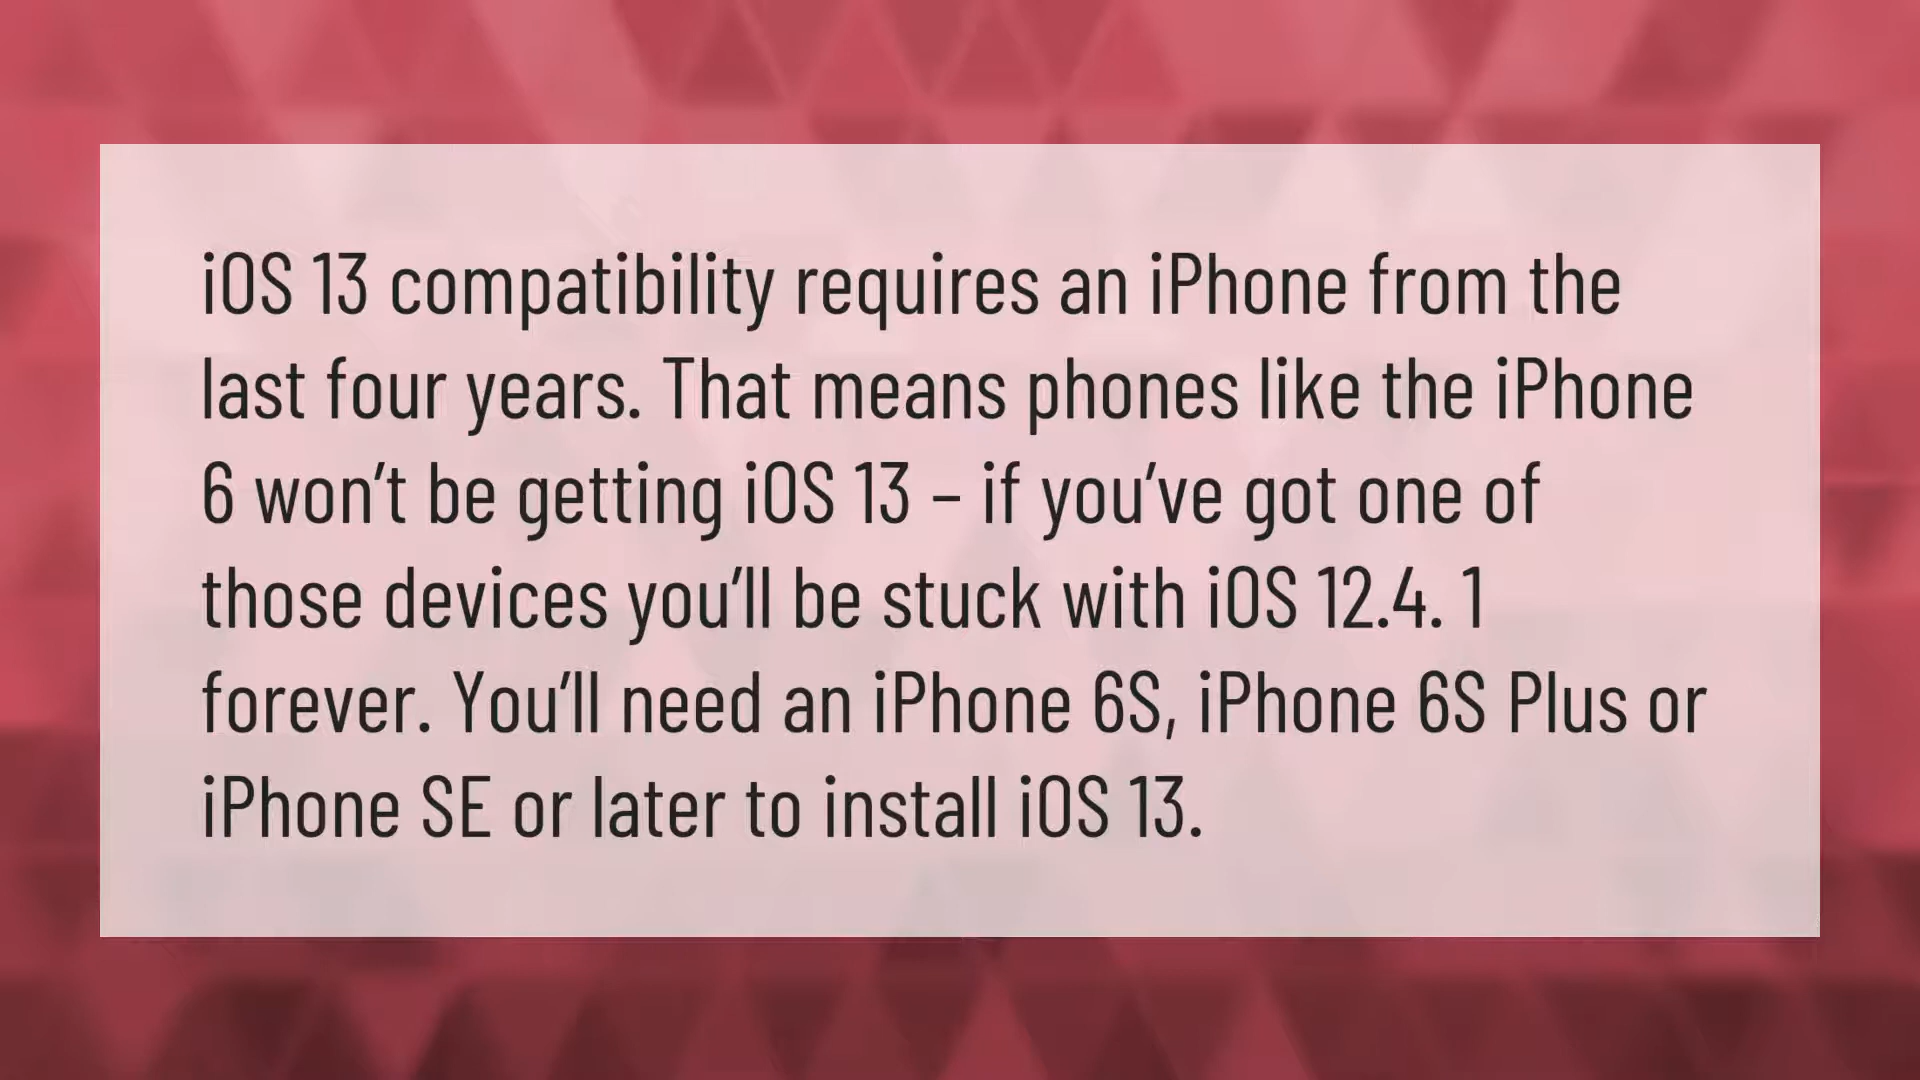 iOS 13 compatibility requires an iPhone from the
last four years. That means phones like the iPhone
6 won’t be getting iOS 13 – if you’ve got one of
those devices you’ll be stuck with iOS 12.4. 1
forever. You’ll need an iPhone 6S, iPhone 6S Plus or
iPhone SE or later to install iOS 13.